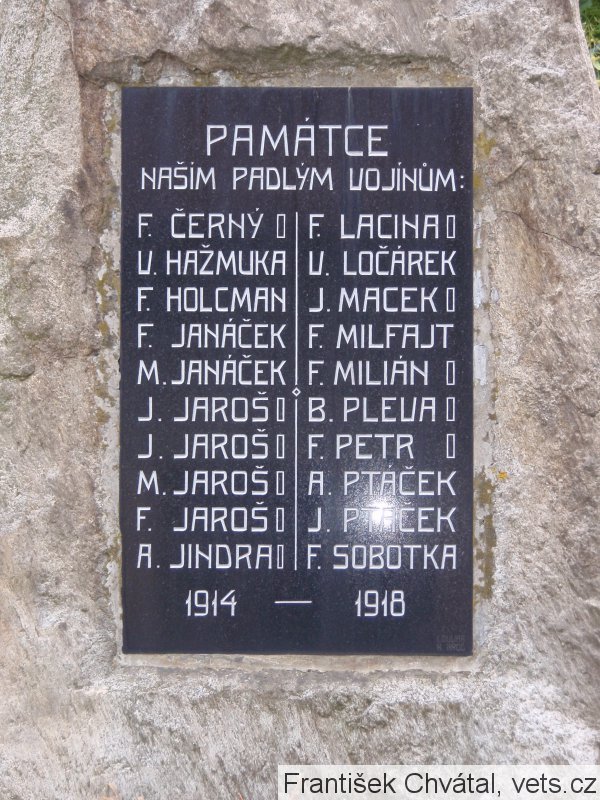 PAMÁTCE
NAŠÍM PADLÝM VOJÍNŮM:
F. ČERNÝ ▯ F. LACINA ▯
V. HAŽMUKA V. LOČÁREK
F. HOLCMAN J. MACEK ▯
F. JANÁČEK F. MILFAJT
M. JANÁČEK F. MILIÁN ▯
J. JAROŠ ▯ B. PLEVA ▯
J. JAROŠ ▯ F. PETR ▯
M. JAROŠ ▯ A. PTÁČEK
F. JAROŠ ▯ J. PTÁČEK
A. JINDRA ▯ F. SOBOTKA
1914 — 1918
František Chvátal, vets.cz